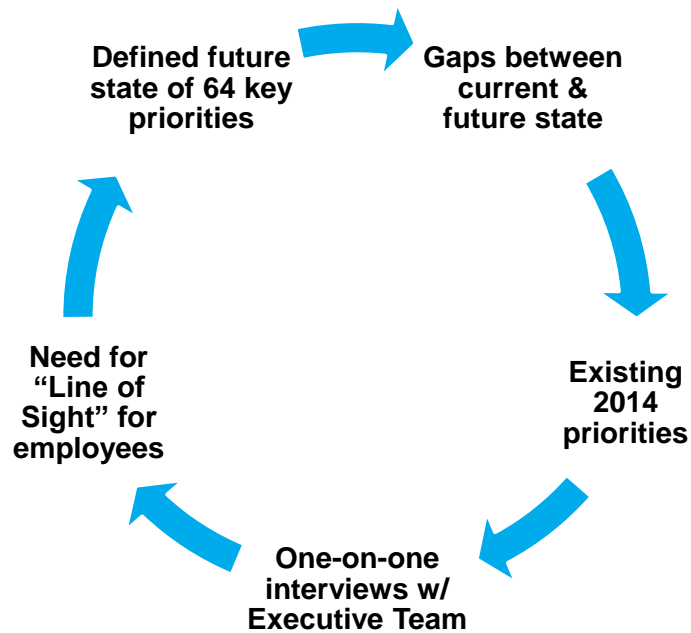 Defined future
state of 64 key
priorities
Gaps between
current &
future state
Existing
2014
priorities
One-on-one
interviews w/
Executive Team
Need for
“Line of
Sight” for
employees